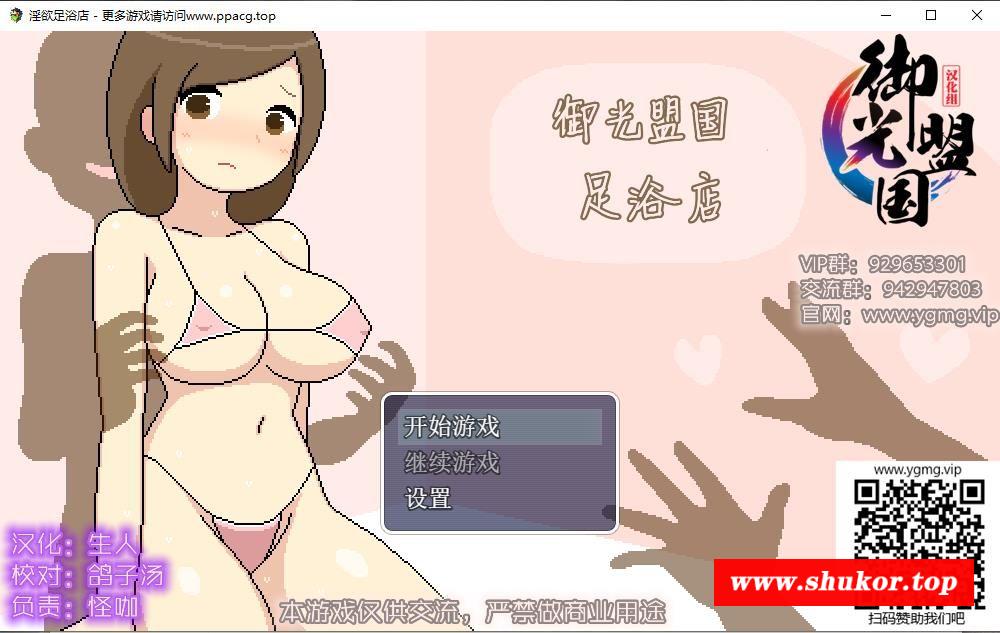 淫欲足浴店 - 更多游戏请访问www.ppacg.top
御光盟国
足浴店
御光盟国
汉化组
VIP群：929653301
交流群：942947803
官网：www.ygmg.vip
开始游戏
继续游戏
设置
www.ygmg.vip
汉化：生人
校对：鸽子汤
负责：怪咖
www.shukor.top
本游戏仅供交流，严禁做商业用途
扫码赞助我们吧